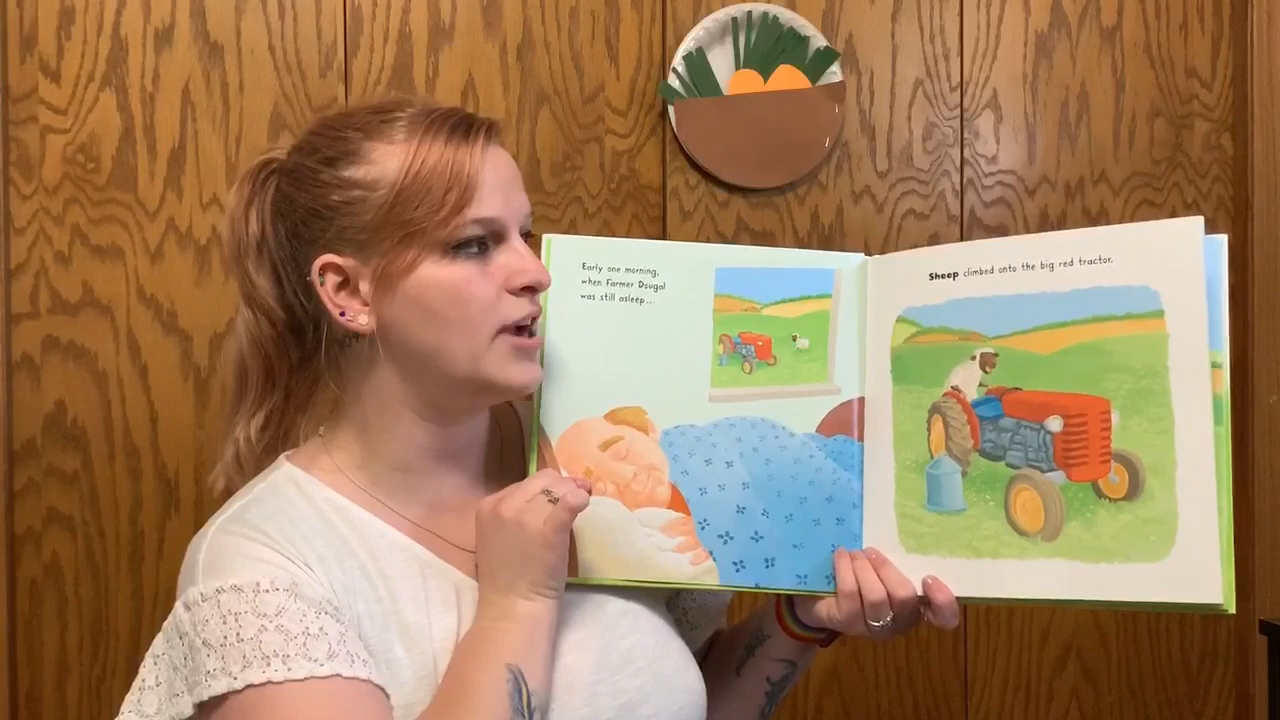 Early one morning,
when Farmer Dougal
was still asleep...
Sheep climbed onto the big red tractor.